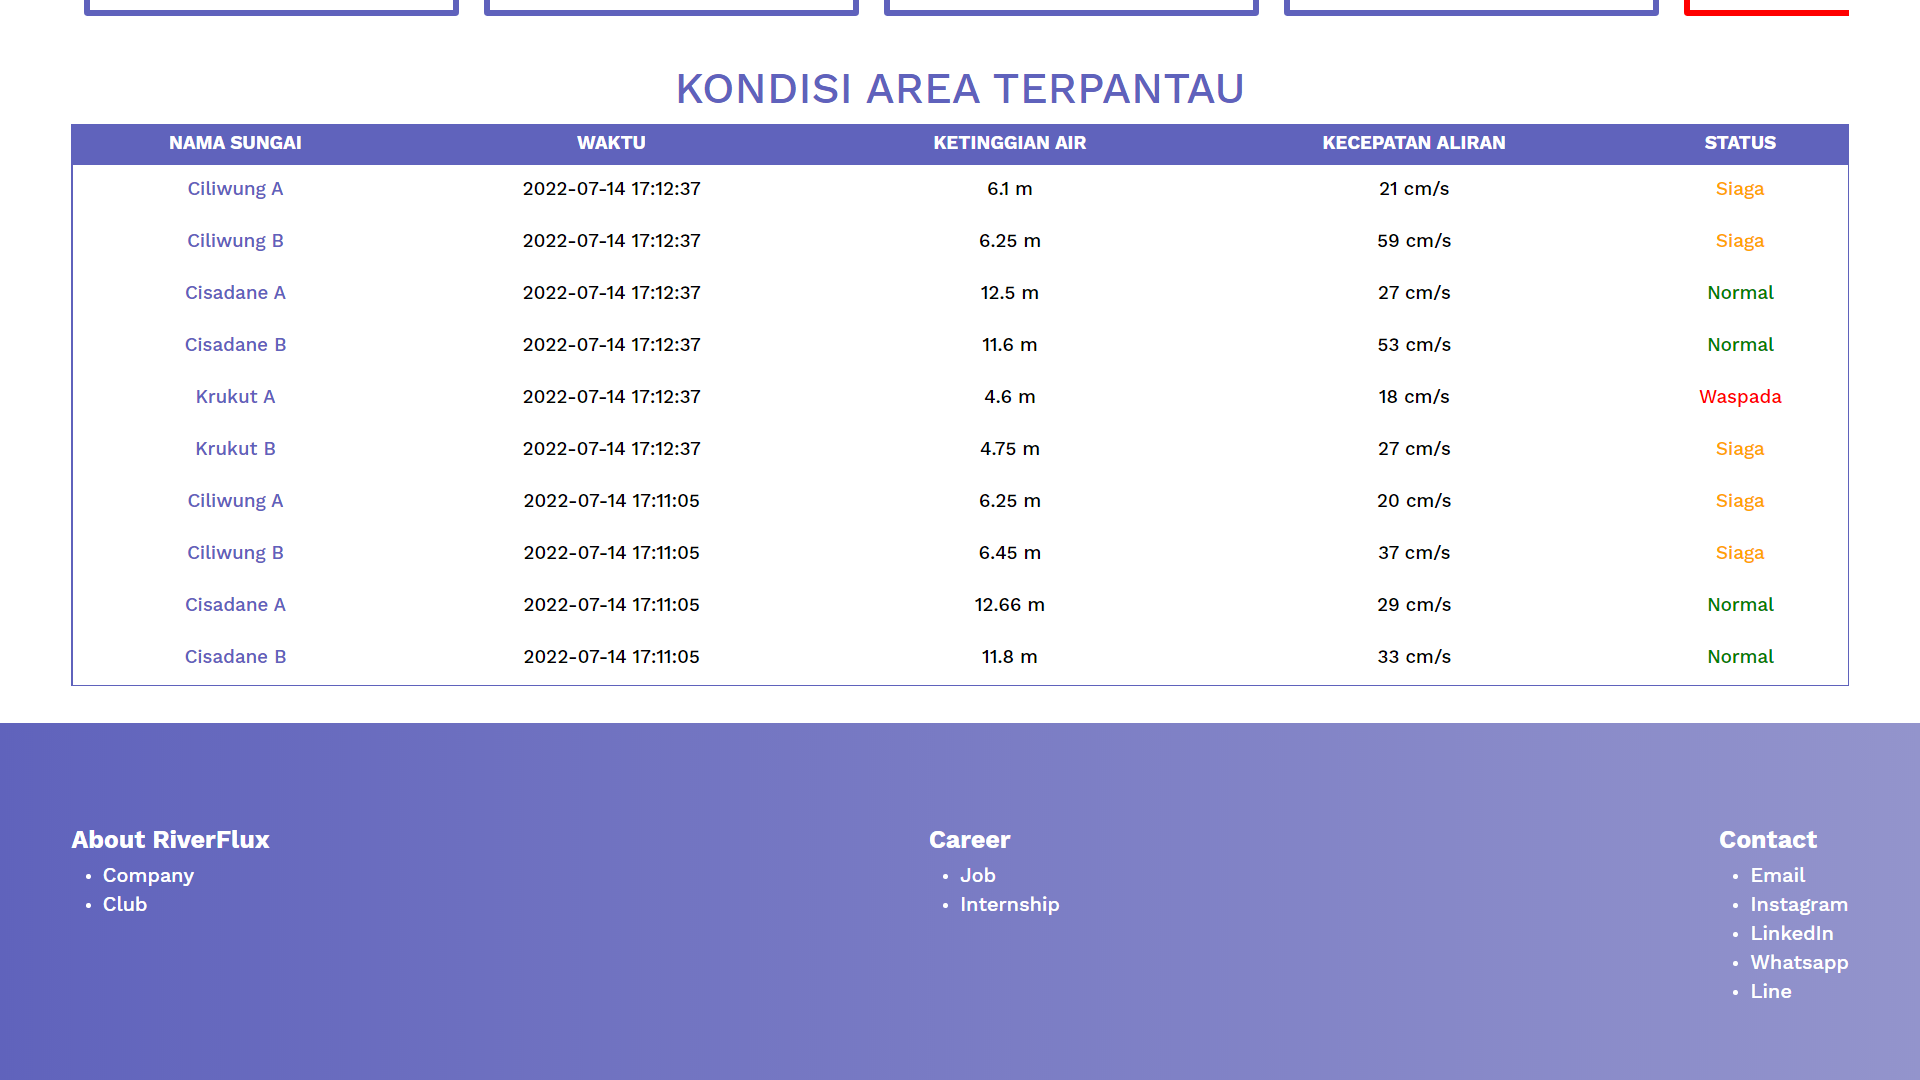 KONDISI AREA TERPANTAU
NAMA SUNGAI WAKTU KETINGGIAN AIR KECEPATAN ALIRAN STATUS
Ciliwung A 2022-07-14 17:12:37 6.1 m 21 cm/s Siaga
Ciliwung B 2022-07-14 17:12:37 6.25 m 59 cm/s Siaga
Cisadane A 2022-07-14 17:12:37 12.5 m 27 cm/s Normal
Cisadane B 2022-07-14 17:12:37 11.6 m 53 cm/s Normal
Krukut A 2022-07-14 17:12:37 4.6 m 18 cm/s Waspada
Krukut B 2022-07-14 17:12:37 4.75 m 27 cm/s Siaga
Ciliwung A 2022-07-14 17:11:05 6.25 m 20 cm/s Siaga
Ciliwung B 2022-07-14 17:11:05 6.45 m 37 cm/s Siaga
Cisadane A 2022-07-14 17:11:05 12.66 m 29 cm/s Normal
Cisadane B 2022-07-14 17:11:05 11.8 m 33 cm/s Normal
About RiverFlux
• Company
• Club
Career
• Job
• Internship
Contact
• Email
• Instagram
• LinkedIn
• Whatsapp
• Line